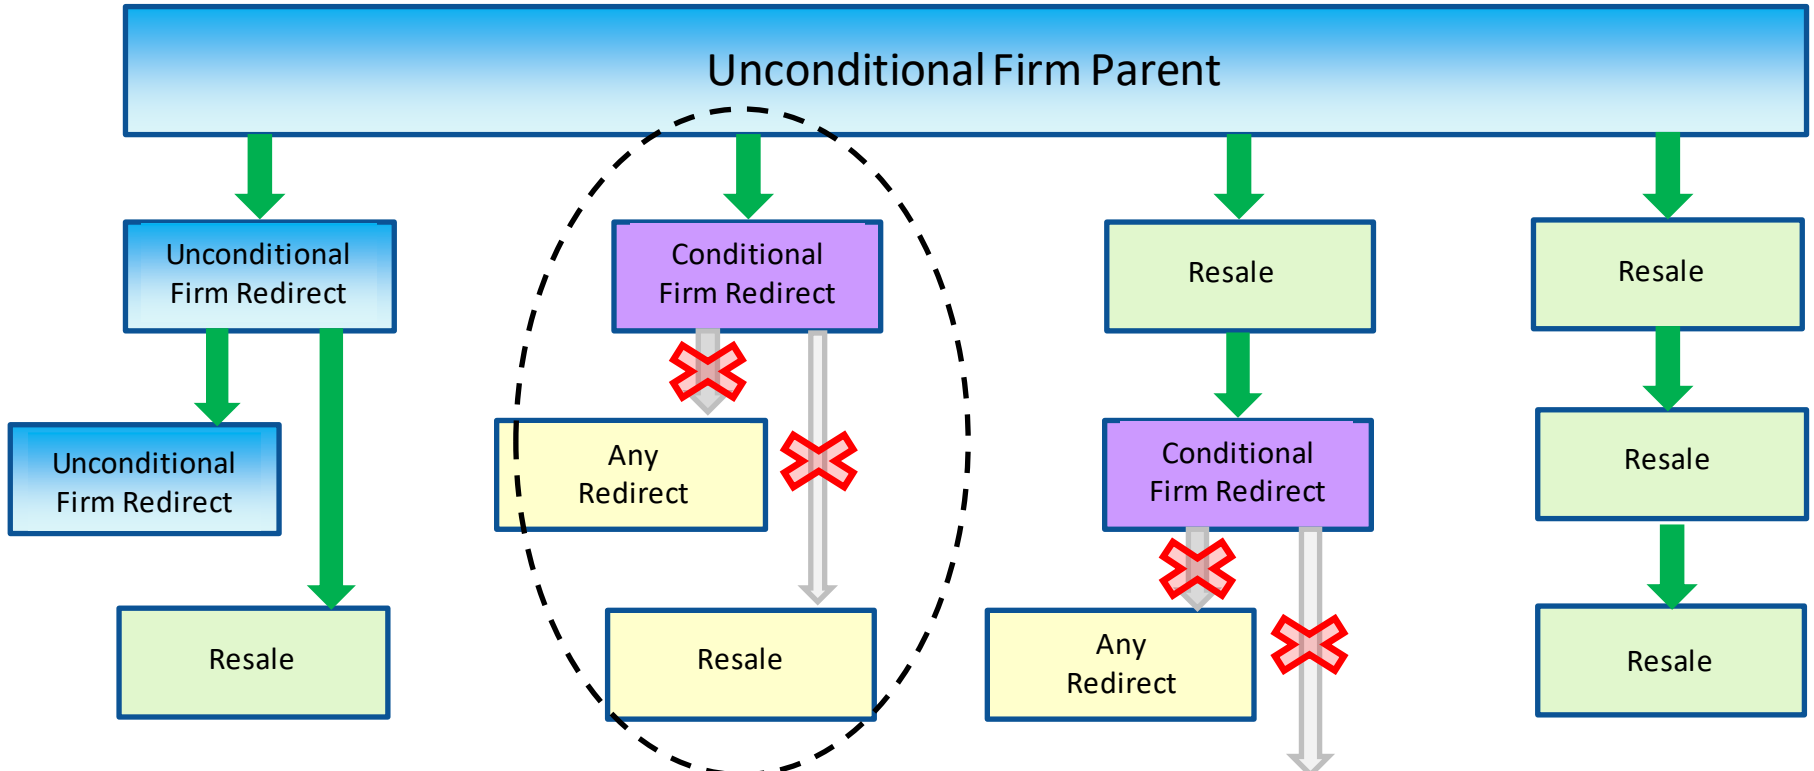 Unconditional Firm Parent
Unconditional
Firm Redirect
Conditional
Firm Redirect
Resale
Resale
Unconditional
Firm Redirect
Any
Redirect
Conditional
Firm Redirect
Resale
Resale
Resale
Any
Redirect
Resale